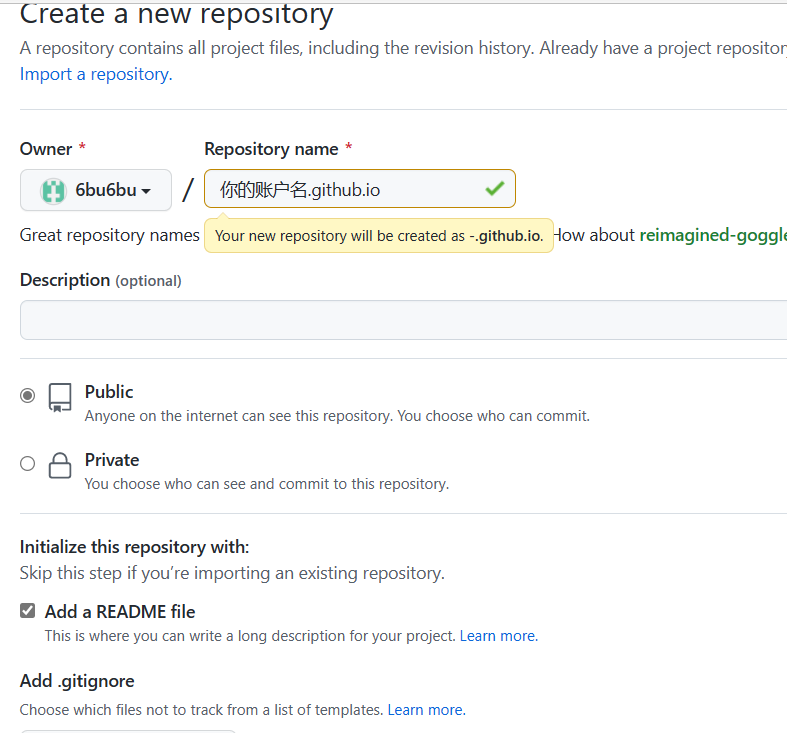 Create a new repository
A repository contains all project files, including the revision history. Already have a project repository
Import a repository.
Owner *
Repository name *
6bu6bu
/
你的账户名.github.io
Great repository names
Your new repository will be created as -.github.io.
How about reimagined-goggle
Description (optional)
Public
Anyone on the internet can see this repository. You choose who can commit.
Private
You choose who can see and commit to this repository.
Initialize this repository with:
Skip this step if you’re importing an existing repository.
Add a README file
This is where you can write a long description for your project. Learn more.
Add .gitignore
Choose which files not to track from a list of templates. Learn more.